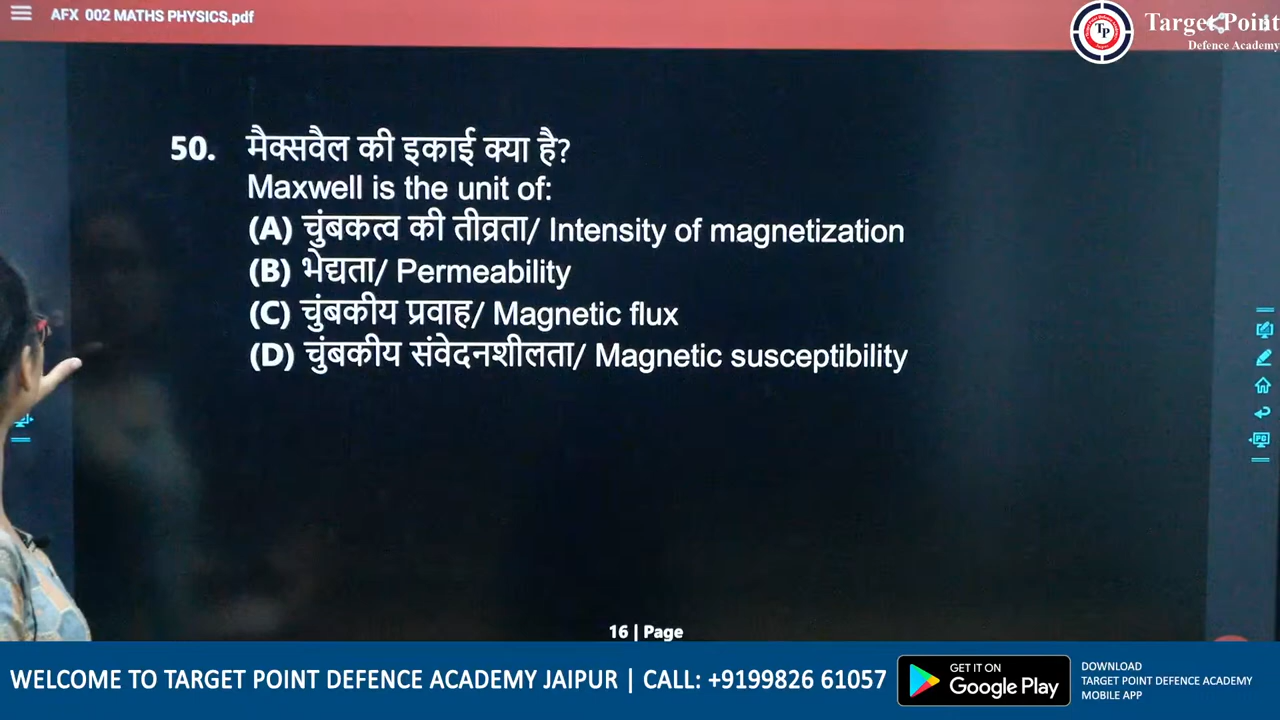 AFX 002 MATHS PHYSICS.pdf
Target Point
Defence Academy
TP
50. मैक्सवैल की इकाई क्या है?
Maxwell is the unit of:
(A) चुंबकत्व की तीव्रता/ Intensity of magnetization
(B) भेद्यता/ Permeability
(C) चुंबकीय प्रवाह/ Magnetic flux
(D) चुंबकीय संवेदनशीलता/ Magnetic susceptibility
16 | Page
WELCOME TO TARGET POINT DEFENCE ACADEMY JAIPUR | CALL: +9199826 61057
GET IT ON
Google Play
DOWNLOAD
TARGET POINT DEFENCE ACADEMY
MOBILE APP